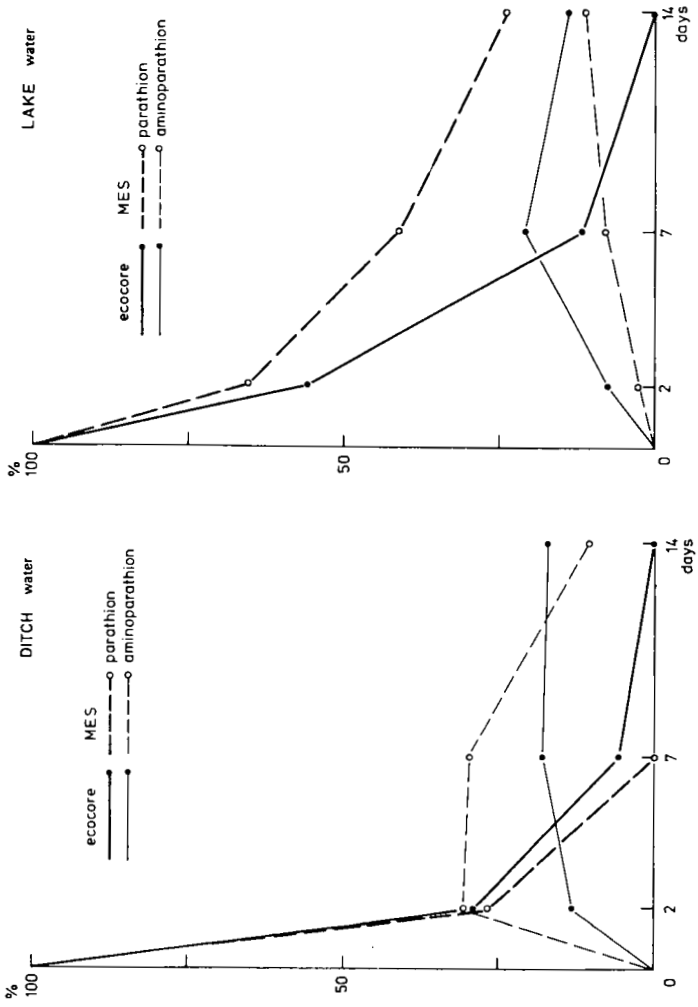 DITCH water
%
100
50
0
2
7
14
days
ecocore MES
parathion
aminoparathion
LAKE water
%
100
50
0
2
7
14
days
ecocore MES
parathion
aminoparathion